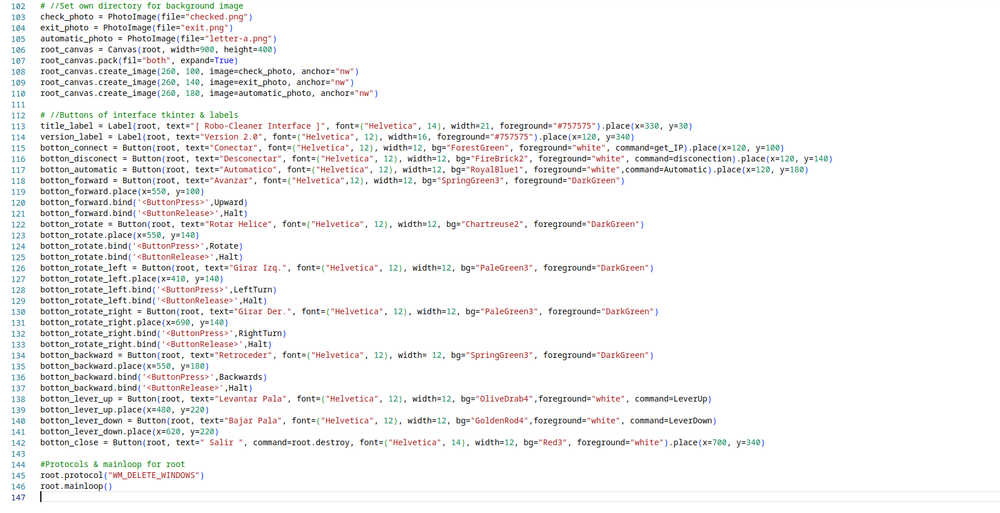 102 # //Set own directory for background image
103 check_photo = PhotoImage(file="checked.png")
104 exit_photo = PhotoImage(file="exit.png")
105 automatic_photo = PhotoImage(file="letter-a.png")
106 root_canvas = Canvas(root, width=900, height=400)
107 root_canvas.pack(fil="both", expand=True)
108 root_canvas.create_image(260, 100, image=check_photo, anchor="nw")
109 root_canvas.create_image(260, 140, image=exit_photo, anchor="nw")
110 root_canvas.create_image(260, 180, image=automatic_photo, anchor="nw")
111
112 # //Buttons of interface tkinter & labels
113 title_label = Label(root, text="[ Robo-Cleaner Interface ]", font=("Helvetica", 14), width=21, foreground="#757575").place(x=330, y=30)
114 version_label = Label(root, text="Version 2.0", font=("Helvetica", 12), width=16, foreground="#757575").place(x=120, y=340)
115 botton_connect = Button(root, text="Conectar", font=("Helvetica", 12), width=12, bg="ForestGreen", foreground="white", command=get_IP).place(x=120, y=100)
116 botton_disconect = Button(root, text="Desconectar", font=("Helvetica", 12), width=12, bg="FireBrick2", foreground="white", command=disconection).place(x=120, y=140)
117 botton_automatic = Button(root, text="Automatico", font=("Helvetica", 12), width=12, bg="RoyalBlue1", foreground="white",command=Automatic).place(x=120, y=180)
118 botton_forward = Button(root, text="Avanzar", font=("Helvetica",12), width=12, bg="SpringGreen3", foreground="DarkGreen")
119 botton_forward.place(x=550, y=100)
120 botton_forward.bind('<ButtonPress>',Upward)
121 botton_forward.bind('<ButtonRelease>',Halt)
122 botton_rotate = Button(root, text="Rotar Helice", font=("Helvetica", 12), width=12, bg="Chartreuse2", foreground="DarkGreen")
123 botton_rotate.place(x=550, y=140)
124 botton_rotate.bind('<ButtonPress>',Rotate)
125 botton_rotate.bind('<ButtonRelease>',Halt)
126 botton_rotate_left = Button(root, text="Girar Izq.", font=("Helvetica", 12), width=12, bg="PaleGreen3", foreground="DarkGreen")
127 botton_rotate_left.place(x=410, y=140)
128 botton_rotate_left.bind('<ButtonPress>',LeftTurn)
129 botton_rotate_left.bind('<ButtonRelease>',Halt)
130 botton_rotate_right = Button(root, text="Girar Der.", font=("Helvetica", 12), width=12, bg="PaleGreen3", foreground="DarkGreen")
131 botton_rotate_right.place(x=690, y=140)
132 botton_rotate_right.bind('<ButtonPress>',RightTurn)
133 botton_rotate_right.bind('<ButtonRelease>',Halt)
134 botton_backward = Button(root, text="Retroceder", font=("Helvetica", 12), width= 12, bg="SpringGreen3", foreground="DarkGreen")
135 botton_backward.place(x=550, y=180)
136 botton_backward.bind('<ButtonPress>',Backwards)
137 botton_backward.bind('<ButtonRelease>',Halt)
138 botton_lever_up = Button(root, text="Levantar Pala", font=("Helvetica", 12), width=12, bg="OliveDrab4",foreground="white", command=LeverUp)
139 botton_lever_up.place(x=480, y=220)
140 botton_lever_down = Button(root, text="Bajar Pala", font=("Helvetica", 12), width=12, bg="GoldenRod4",foreground="white", command=LeverDown)
141 botton_lever_down.place(x=620, y=220)
142 botton_close = Button(root, text=" Salir ", command=root.destroy, font=("Helvetica", 14), width=12, bg="Red3", foreground="white").place(x=700, y=340)
143
144 #Protocols & mainloop for root
145 root.protocol("WM_DELETE_WINDOWS")
146 root.mainloop()
147